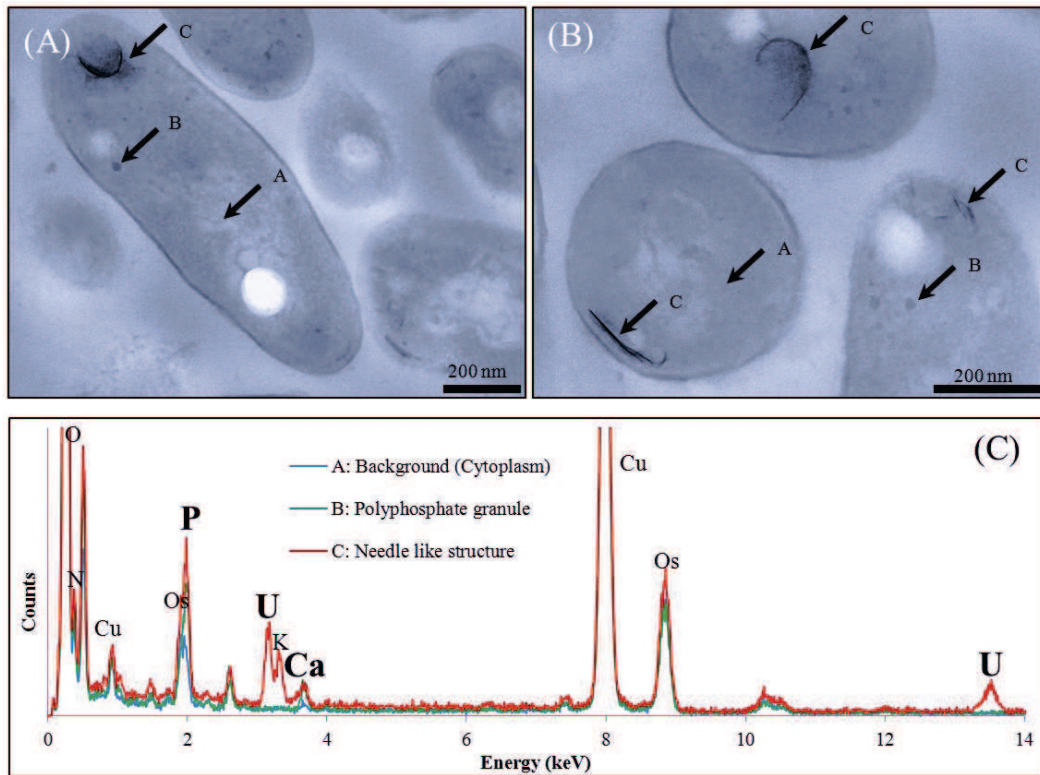 (A)
C
B
A
200 nm
(B)
C
C
A
B
C
200 nm
(C)
O
N
Cu
Os
P
U
K
Ca
Cu
Os
U
A: Background (Cytoplasm)
B: Polyphosphate granule
C: Needle like structure
Counts
0 2 4 6 8 10 12 14
Energy (keV)